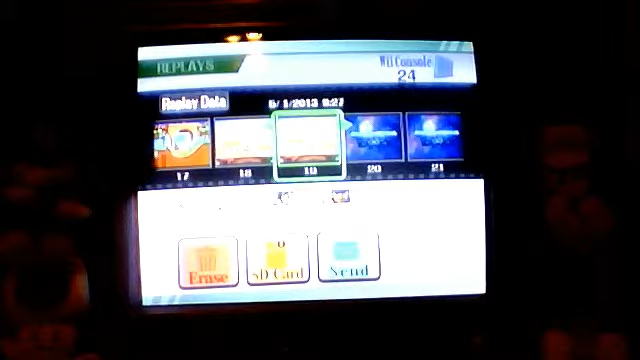 REPLAYS
Wii Console
24
Replay Data
5/1/2013 9:27
17 18 19 20 21
Erase
SD Card
Send